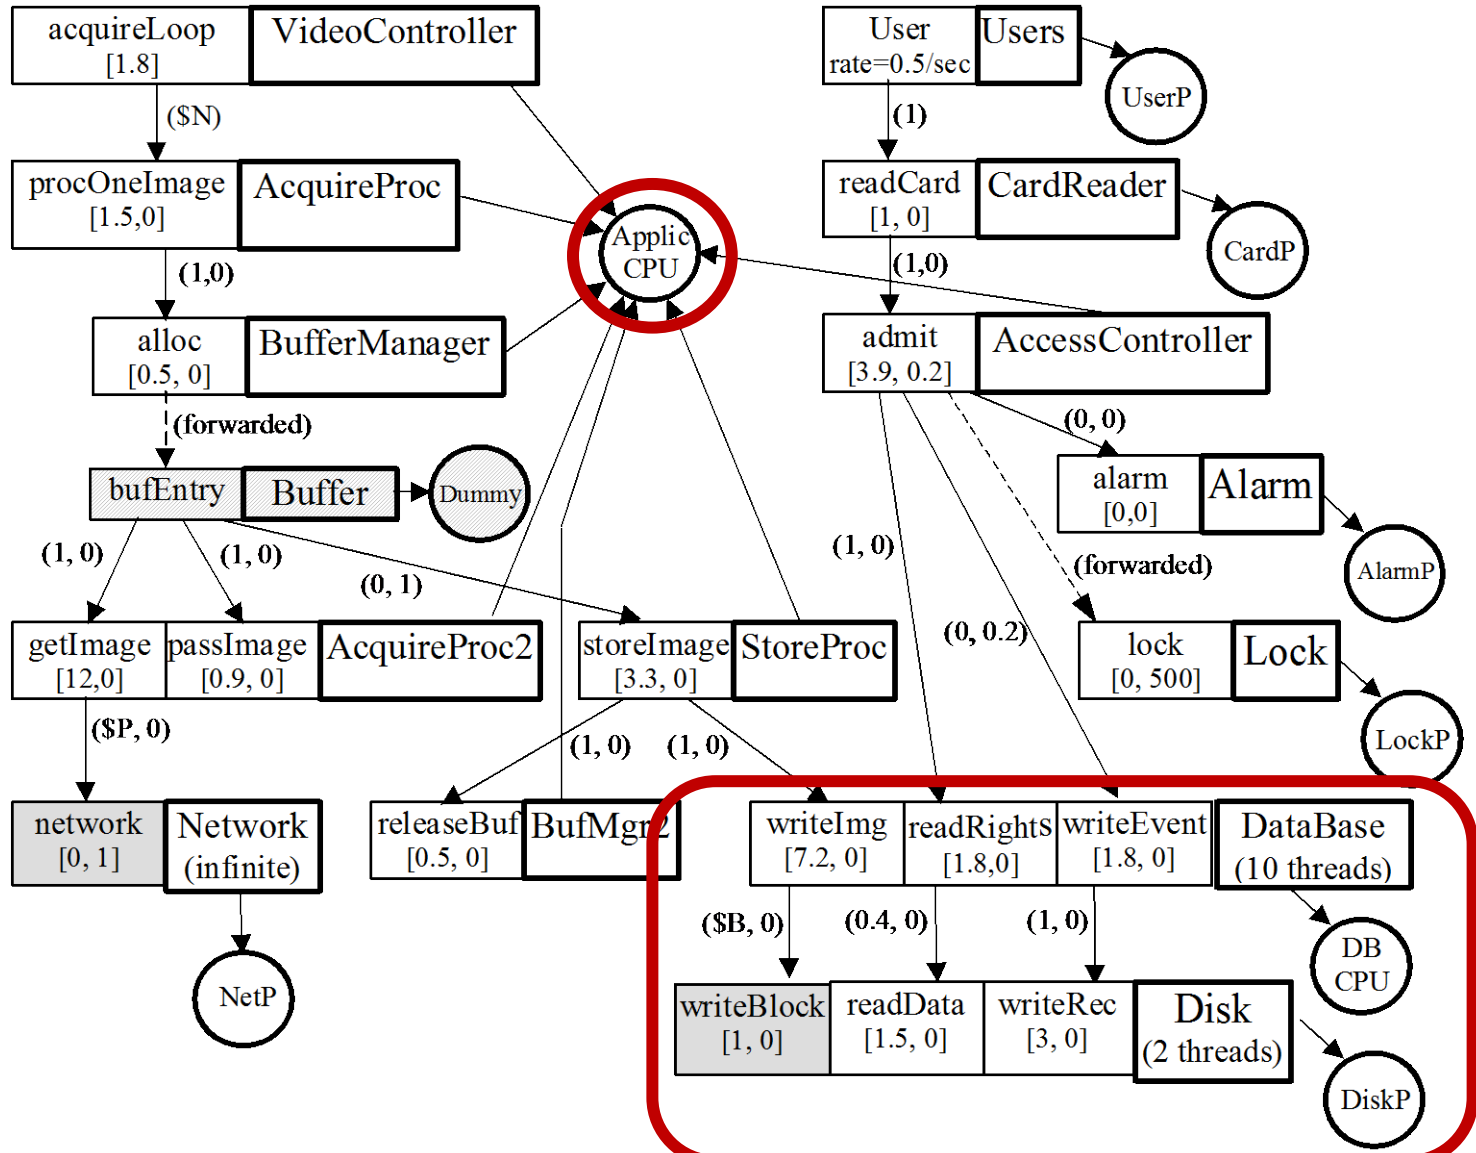 acquireLoop
[1.8]
VideoController
User
rate=0.5/sec
Users
UserP
($N)
(1)
procOneImage
[1.5,0]
AcquireProc
Applic
CPU
readCard
[1, 0]
CardReader
CardP
(1,0)
(1,0)
alloc
[0.5, 0]
BufferManager
admit
[3.9, 0.2]
AccessController
(forwarded)
(0, 0)
bufEntry
Buffer
Dummy
alarm
[0,0]
Alarm
AlarmP
(1, 0)
(1, 0)
(0, 1)
(1, 0)
(forwarded)
getImage
[12,0]
passImage
[0.9, 0]
AcquireProc2
storeImage
[3.3, 0]
StoreProc
(0, 0.2)
lock
[0, 500]
Lock
LockP
($P, 0)
(1, 0)
(1, 0)
network
[0, 1]
Network
(infinite)
NetP
releaseBuf
[0.5, 0]
BufMgr2
writeImg
[7.2, 0]
readRights
[1.8,0]
writeEvent
[1.8, 0]
DataBase
(10 threads)
DB
CPU
($B, 0)
(0.4, 0)
(1, 0)
writeBlock
[1, 0]
readData
[1.5, 0]
writeRec
[3, 0]
Disk
(2 threads)
DiskP